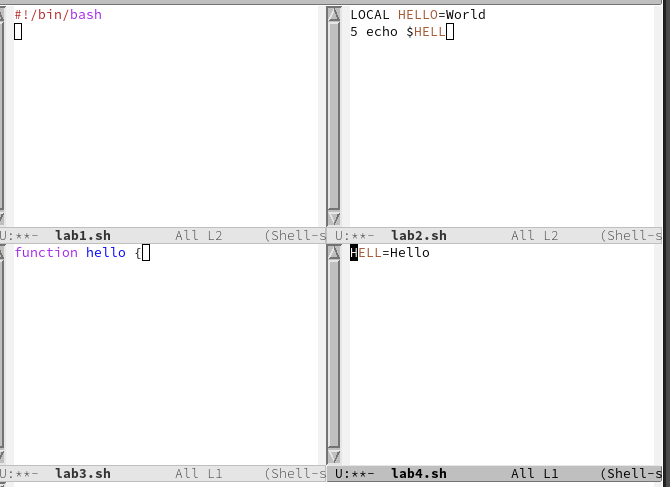 #!/bin/bash
U:**-  lab1.sh  All L2  (Shell-s
LOCAL HELLO=World
5 echo $HELL
U:**-  lab2.sh  All L2  (Shell-s
function hello {
U:**-  lab3.sh  All L1  (Shell-s
HELL=Hello
U:**-  lab4.sh  All L1  (Shell-s